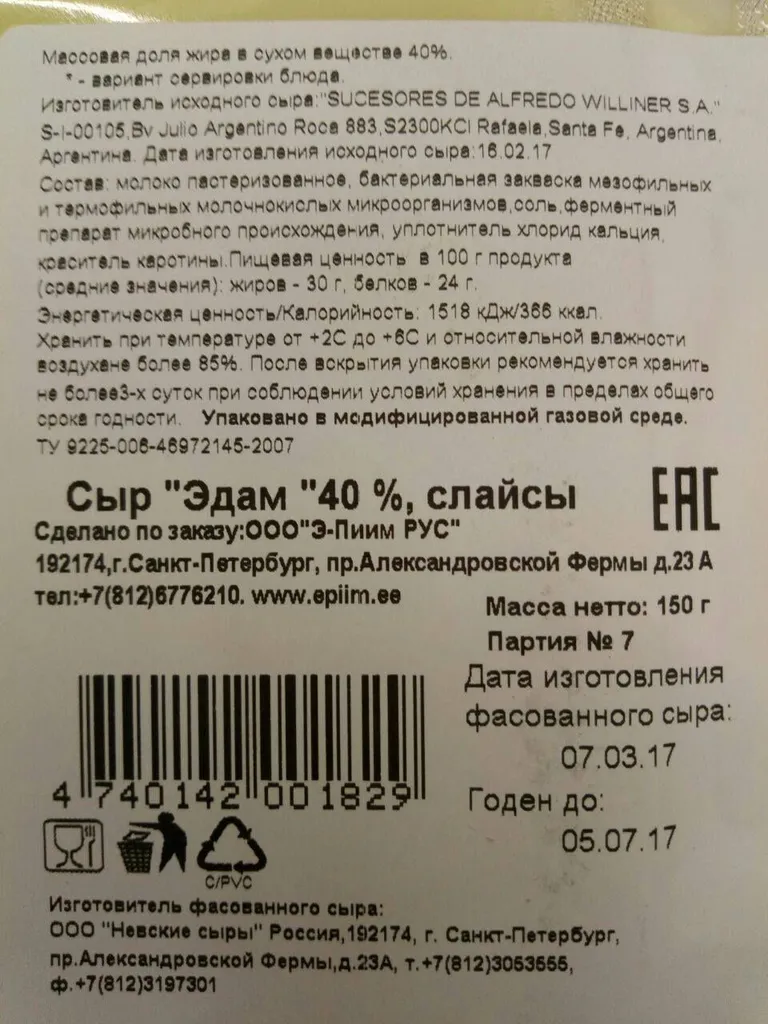 Массовая доля жира в сухом веществе 40%.
* - вариант сервировки блюда.
Изготовитель исходного сыра:"SUCESORES DE ALFREDO WILLINER S.A."
S-I-00105,Bv Julio Argentino Roca 883,S2300KCI Rafaela,Santa Fe, Argentina,
Аргентина. Дата изготовления исходного сыра:16.02.17
Состав: молоко пастеризованное, бактериальная закваска мезофильных
и термофильных молочнокислых микроорганизмов,соль,ферментный
препарат микробного происхождения, уплотнитель хлорид кальция,
краситель каротины.Пищевая ценность в 100 г продукта
(средние значения): жиров - 30 г, белков - 24 г.
Энергетическая ценность/Калорийность: 1518 кДж/366 ккал.
Хранить при температуре от +2С до +6С и относительной влажности
воздухане более 85%. После вскрытия упаковки рекомендуется хранить
не более3-х суток при соблюдении условий хранения в пределах общего
срока годности. Упаковано в модифицированной газовой среде.
ТУ 9225-006-46972145-2007
Сыр "Эдам "40 %, слайсы
EAC
Сделано по заказу:ООО"Э-Пиим РУС"
192174,г.Санкт-Петербург, пр.Александровской Фермы д.23 А
тел:+7(812)6776210. www.epiim.ee
Масса нетто: 150 г
Партия № 7
Дата изготовления
фасованного сыра:
07.03.17
Годен до:
05.07.17
4 740142 001829
C/PVC
Изготовитель фасованного сыра:
ООО "Невские сыры" Россия,192174, г. Санкт-Петербург,
пр.Александровской Фермы,д.23А, т.+7(812)3053555,
ф.+7(812)3197301